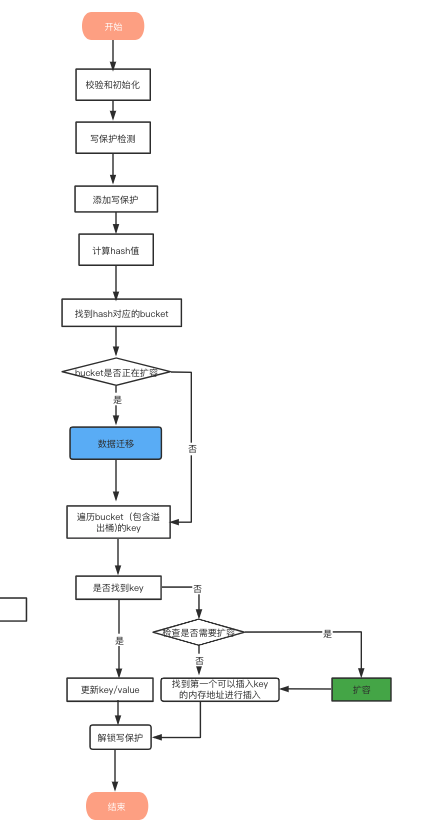 开始
校验和初始化
写保护检测
添加写保护
计算hash值
找到hash对应的bucket
bucket是否正在扩容
是
否
数据迁移
遍历bucket（包含溢
出桶)的key
是否找到key
否
检查是否需要扩容
是
是
否
更新key/value
找到第一个可以插入key
的内存地址进行插入
扩容
解锁写保护
结束